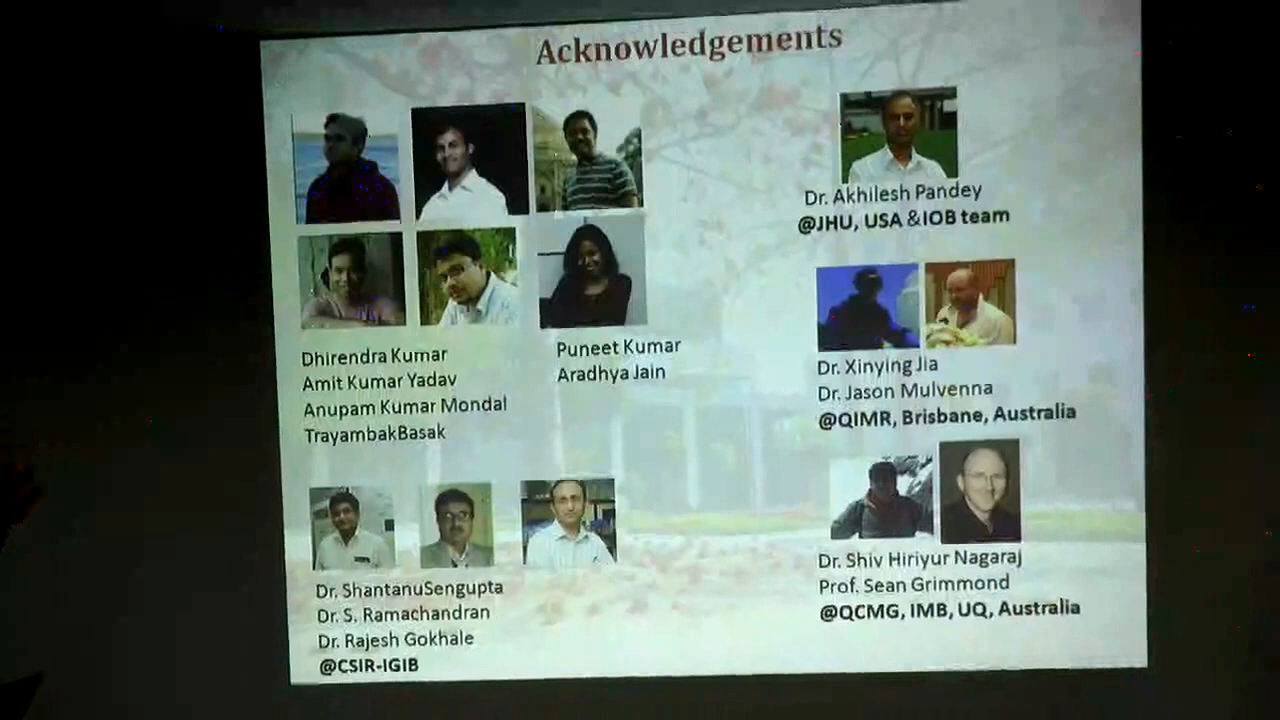 Acknowledgements
Dhirendra Kumar
Amit Kumar Yadav
Anupam Kumar Mondal
TrayambakBasak
Puneet Kumar
Aradhya Jain
Dr. ShantanuSengupta
Dr. S. Ramachandran
Dr. Rajesh Gokhale
@CSIR-IGIB
Dr. Akhilesh Pandey
@JHU, USA &IOB team
Dr. Xinying Jia
Dr. Jason Mulvenna
@QIMR, Brisbane, Australia
Dr. Shiv Hiriyur Nagaraj
Prof. Sean Grimmond
@QCMG, IMB, UQ, Australia